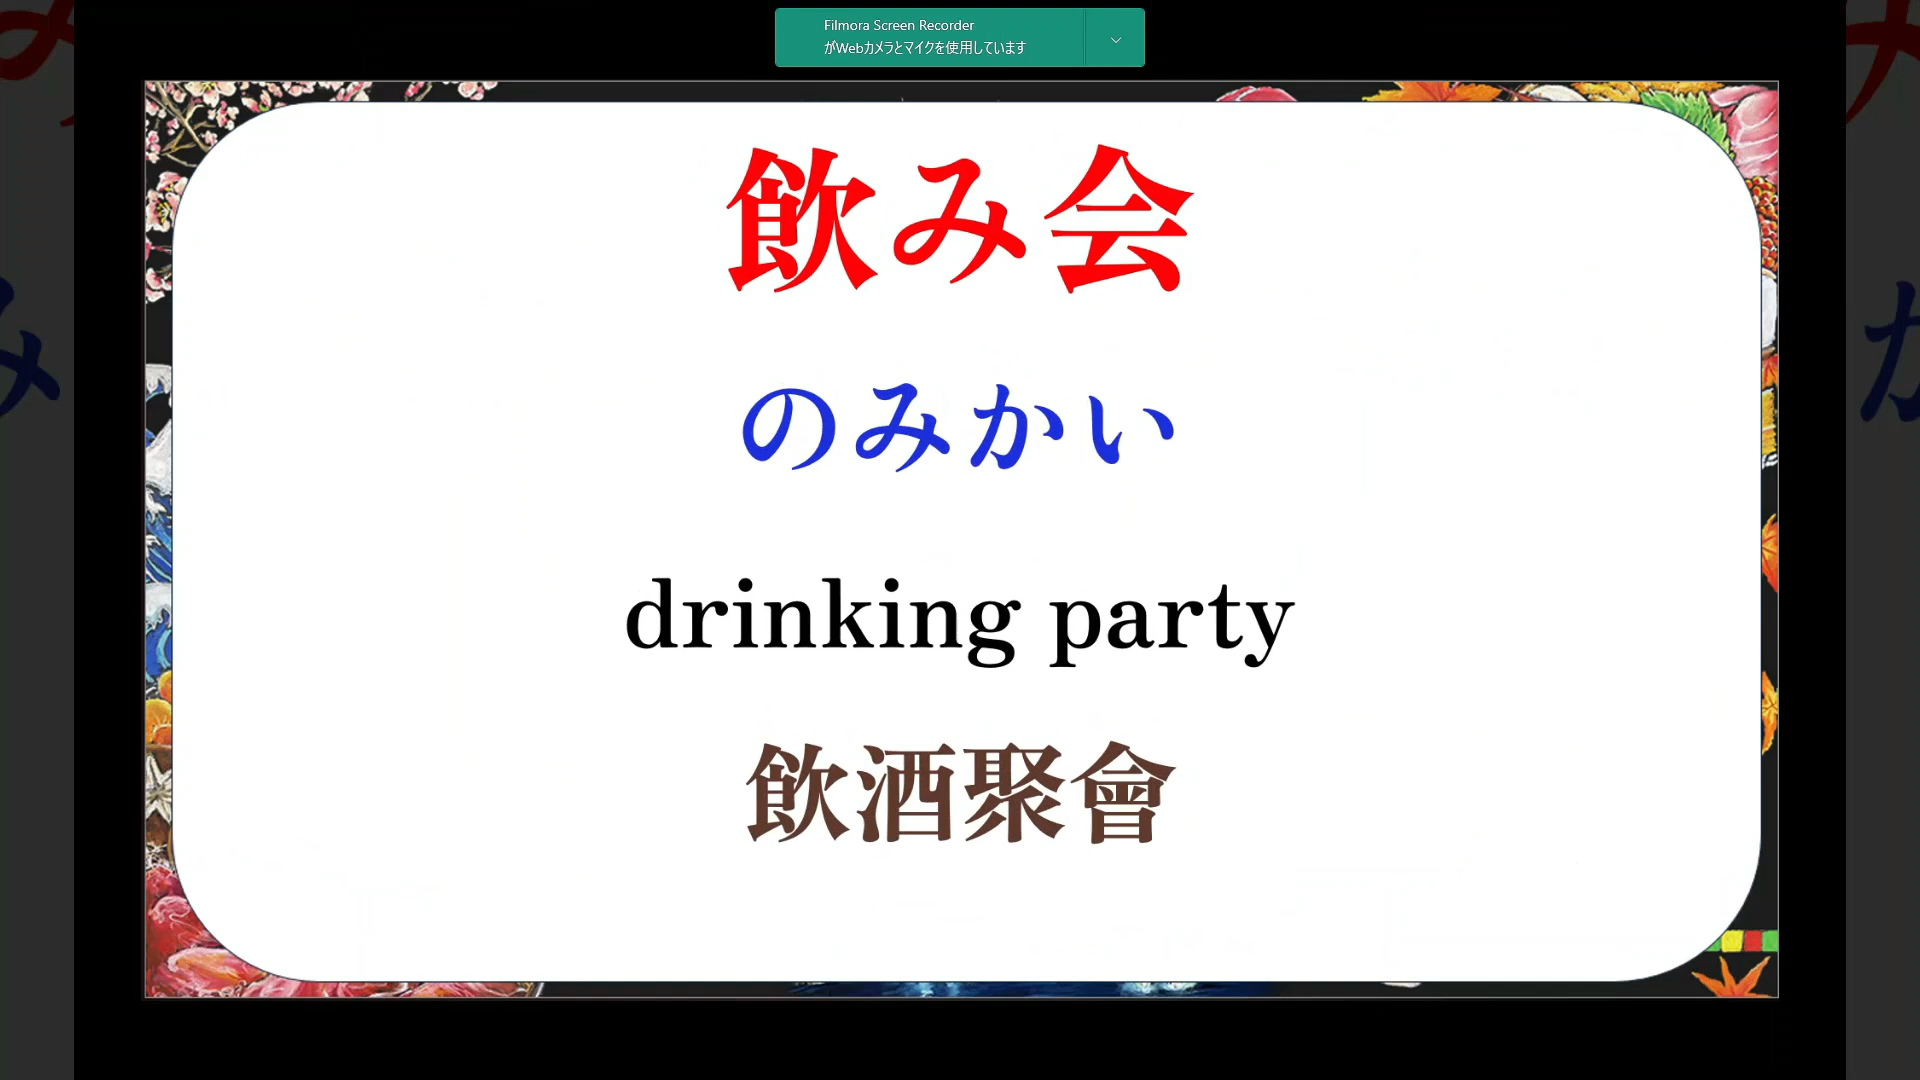 Filmora Screen Recorder
がWebカメラとマイクを使用しています
飲み会
のみかい
drinking party
飲酒聚會